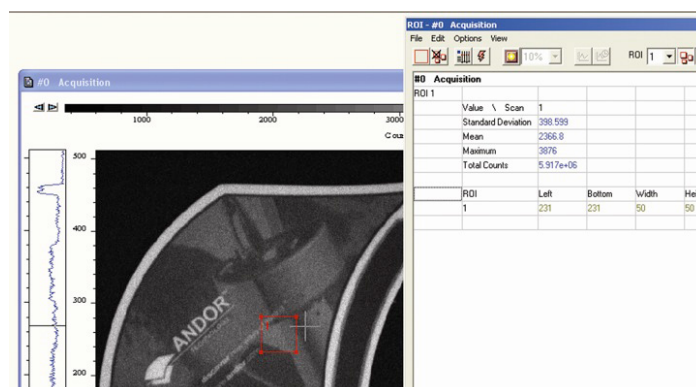 ROI - #0 Acquisition
File Edit Options View
10%
ROI 1
#0 Acquisition
ROI 1
Value \ Scan 1
Standard Deviation 398.599
Mean 2366.8
Maximum 3876
Total Counts 5.917e+06
ROI Left Bottom Width He
1 231 231 50 50
#0 Acquisition
1000 2000 3000
Cou
500
400
300
200
ANDOR